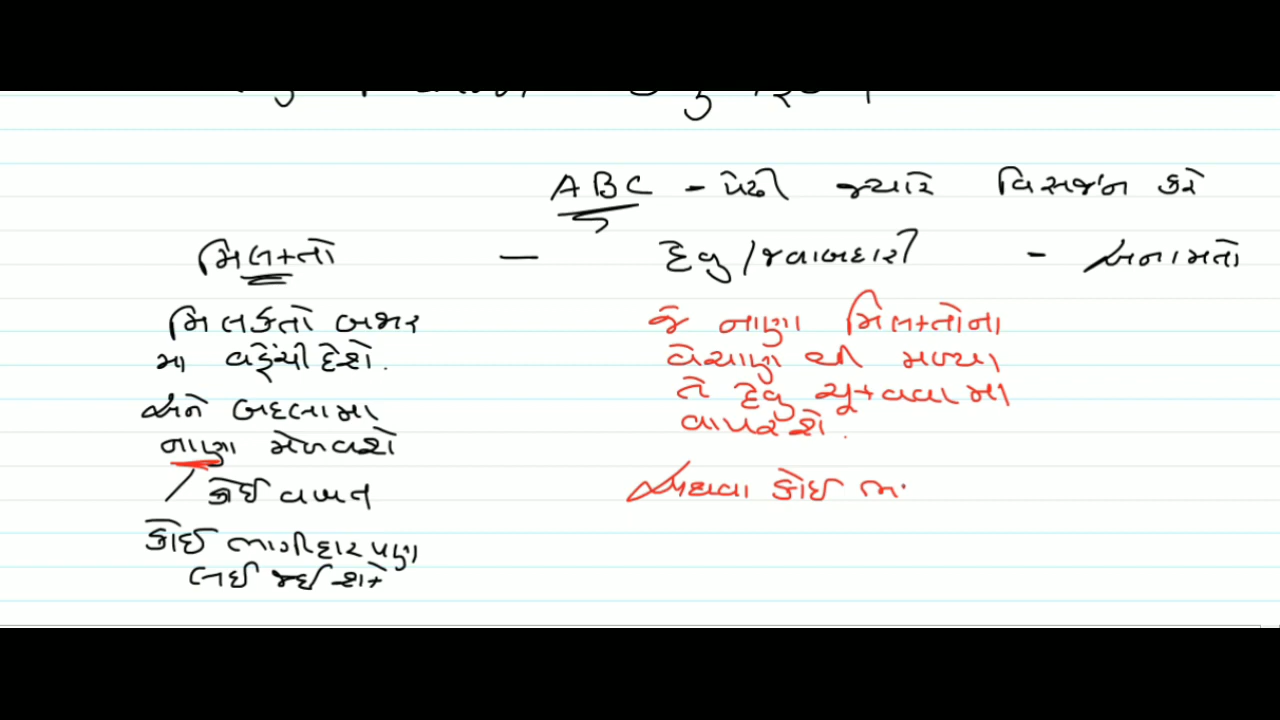 ABC - પેઢી જ્યારે વિસર્જન કરે
મિલકતો - દેવુ / જવાબદારી - અનામતો
મિલકતો બજાર
મા વહેંચી દેશે.
અને બદલામા
નાણા મેળવશે
/ કોઈ વખત
કોઈ ભાગીદાર પણ
લઈ જઈ શકે
જે નાણા મિલકતોના
વેચાણ થી મળ્યા
તે દેવુ ચૂકવવા મા
વાપરશે.
અથવા કોઈ ભા